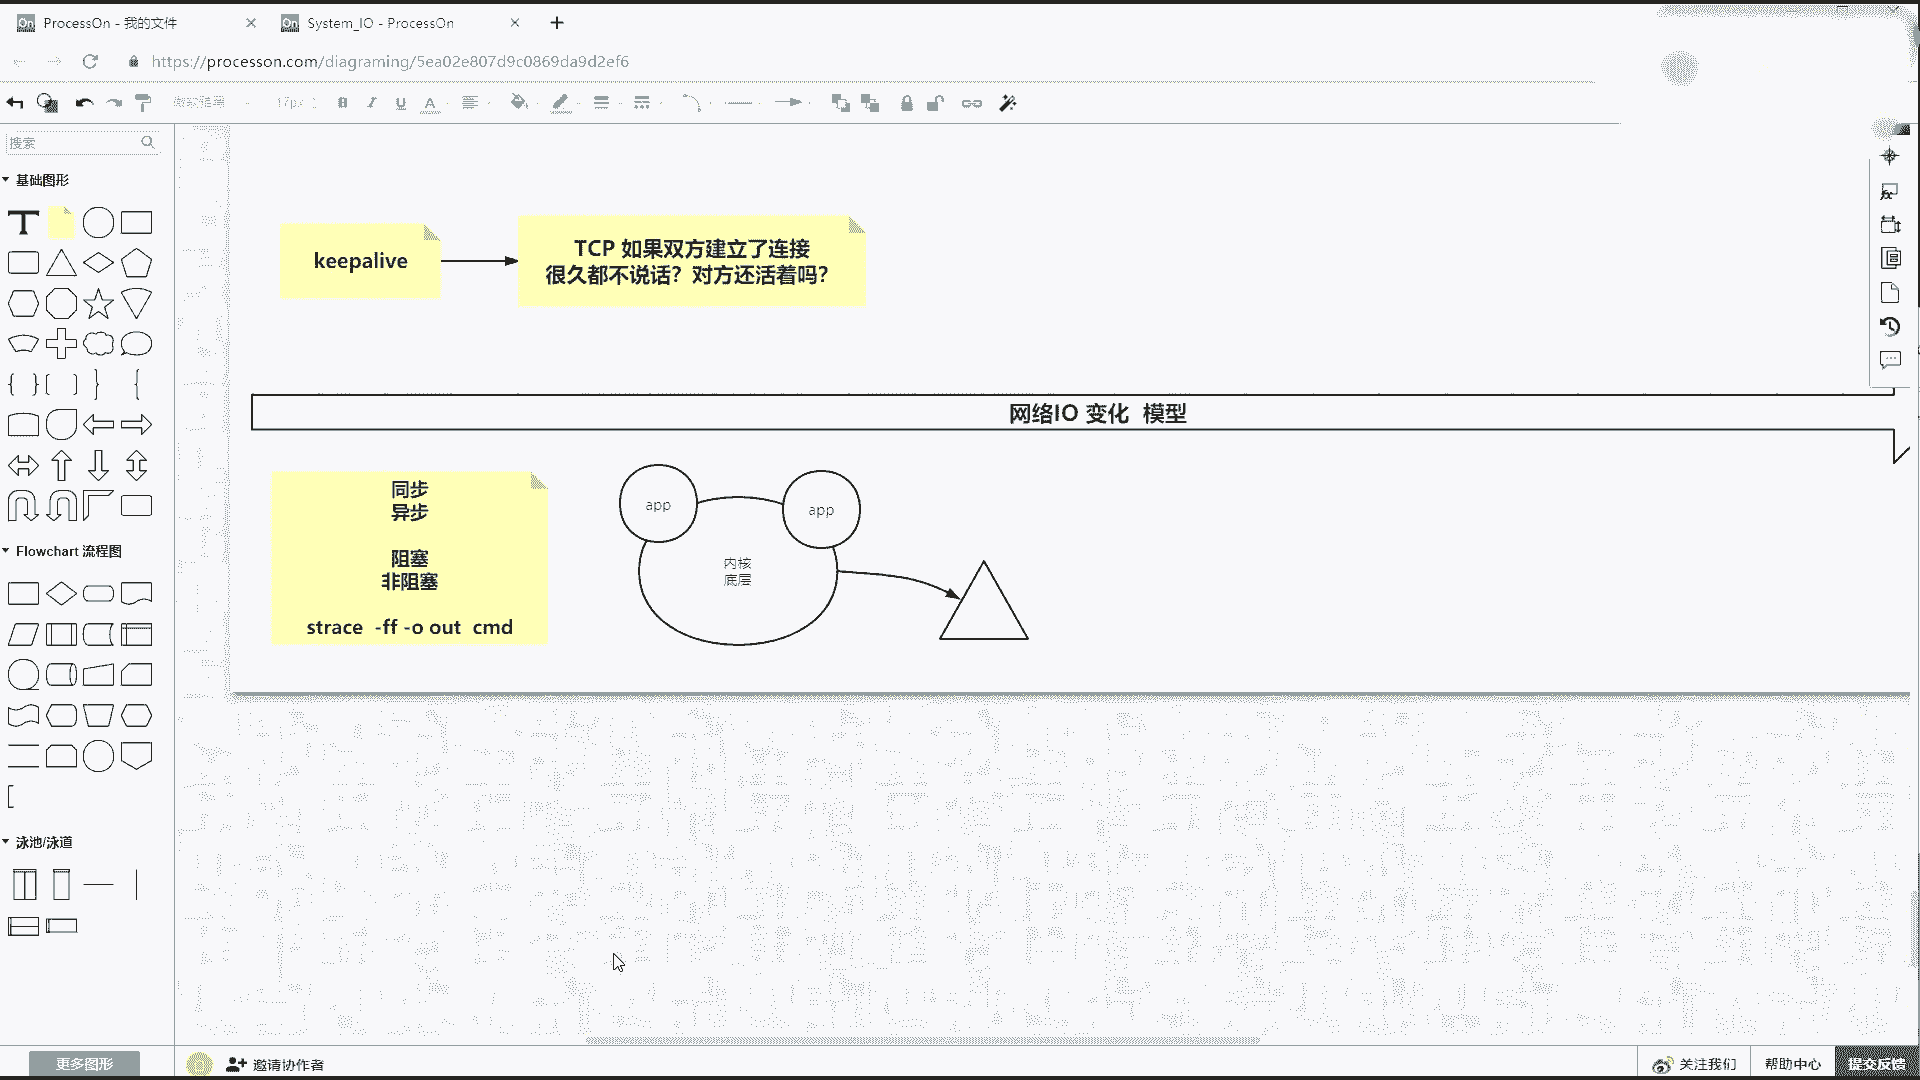 ProcessOn - 我的文件
System_IO - ProcessOn
https://processon.com/diagraming/5ea02e807d9c0869da9d2ef6
微软雅黑
17px
搜索
基础图形
Flowchart 流程图
泳池/泳道
更多图形
keepalive
TCP 如果双方建立了连接
很久都不说话？对方还活着吗？
网络IO 变化 模型
同步
异步
阻塞
非阻塞
strace -ff -o out cmd
app
app
内核
底层
邀请协作者
关注我们
帮助中心
提交反馈